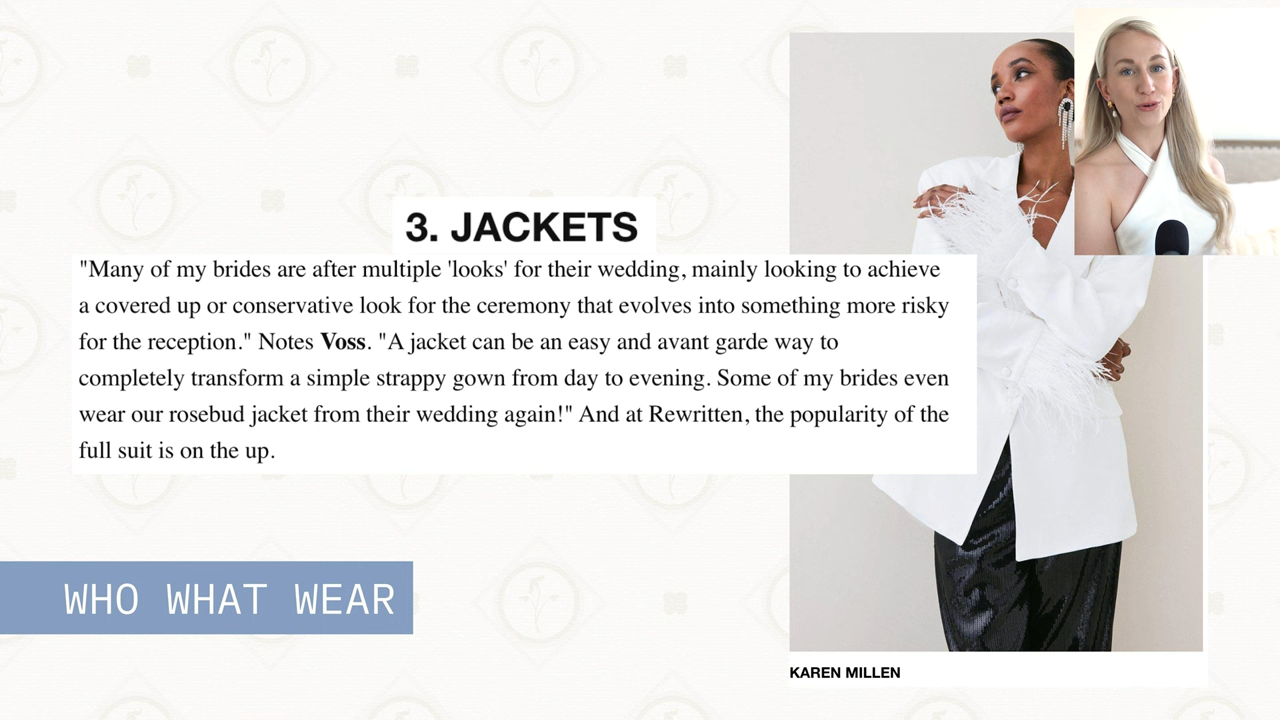 3. JACKETS
"Many of my brides are after multiple 'looks' for their wedding, mainly looking to achieve
a covered up or conservative look for the ceremony that evolves into something more risky
for the reception." Notes Voss. "A jacket can be an easy and avant garde way to
completely transform a simple strappy gown from day to evening. Some of my brides even
wear our rosebud jacket from their wedding again!" And at Rewritten, the popularity of the
full suit is on the up.
WHO WHAT WEAR
KAREN MILLEN